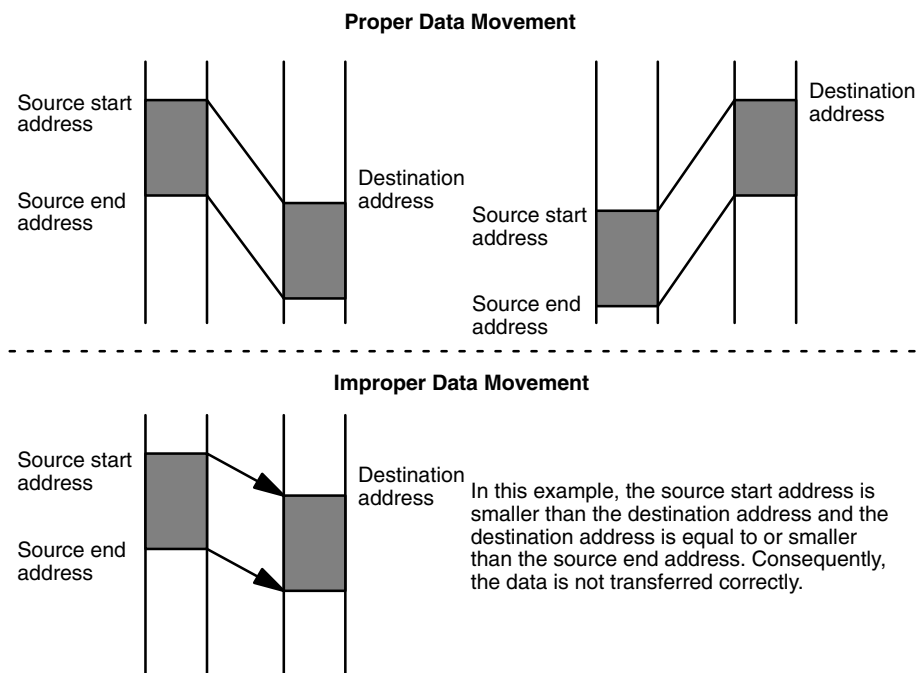 Proper Data Movement
Source start
address
Source end
address
Destination
address
Source start
address
Source end
address
Destination
address
Improper Data Movement
Source start
address
Source end
address
Destination
address
In this example, the source start address is
smaller than the destination address and the
destination address is equal to or smaller
than the source end address. Consequently,
the data is not transferred correctly.